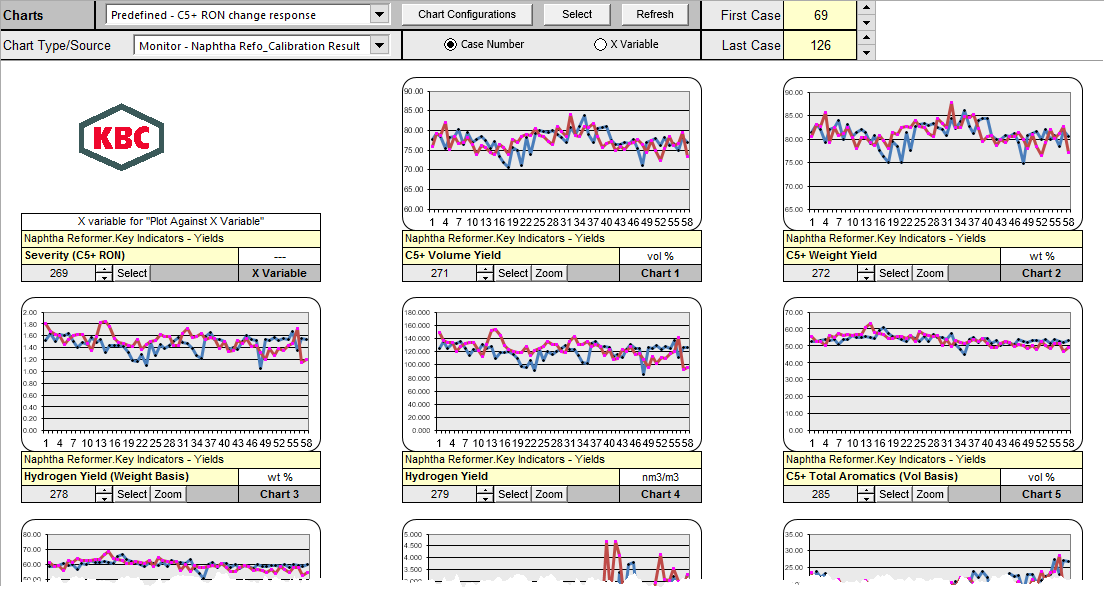 Charts
Predefined - C5+ RON change response
Chart Configurations
Select
Refresh
First Case
69
Chart Type/Source
Monitor - Naphtha Refo_Calibration Result
Case Number
X Variable
Last Case
126
KBC
X variable for "Plot Against X Variable"
Naphtha Reformer.Key Indicators - Yields
Severity (C5+ RON)
---
269
Select
X Variable
90.00
85.00
80.00
75.00
70.00
65.00
60.00
1 4 7 10 13 16 19 22 25 28 31 34 37 40 43 46 49 52 55 58
Naphtha Reformer.Key Indicators - Yields
C5+ Volume Yield
vol %
271
Select
Zoom
Chart 1
90.00
85.00
80.00
75.00
70.00
65.00
1 4 7 10 13 16 19 22 25 28 31 34 37 40 43 46 49 52 55 58
Naphtha Reformer.Key Indicators - Yields
C5+ Weight Yield
wt %
272
Select
Zoom
Chart 2
2.00
1.80
1.60
1.40
1.20
1.00
0.80
0.60
0.40
0.20
0.00
1 4 7 10 13 16 19 22 25 28 31 34 37 40 43 46 49 52 55 58
Naphtha Reformer.Key Indicators - Yields
Hydrogen Yield (Weight Basis)
wt %
278
Select
Zoom
Chart 3
180.000
160.000
140.000
120.000
100.000
80.000
60.000
40.000
20.000
0.000
1 4 7 10 13 16 19 22 25 28 31 34 37 40 43 46 49 52 55 58
Naphtha Reformer.Key Indicators - Yields
Hydrogen Yield
nm3/m3
279
Select
Zoom
Chart 4
70.00
60.00
50.00
40.00
30.00
20.00
10.00
0.00
1 4 7 10 13 16 19 22 25 28 31 34 37 40 43 46 49 52 55 58
Naphtha Reformer.Key Indicators - Yields
C5+ Total Aromatics (Vol Basis)
vol %
285
Select
Zoom
Chart 5
80.00
70.00
60.00
5.000
4.500
4.000
3.500
35.00
30.00
25.00